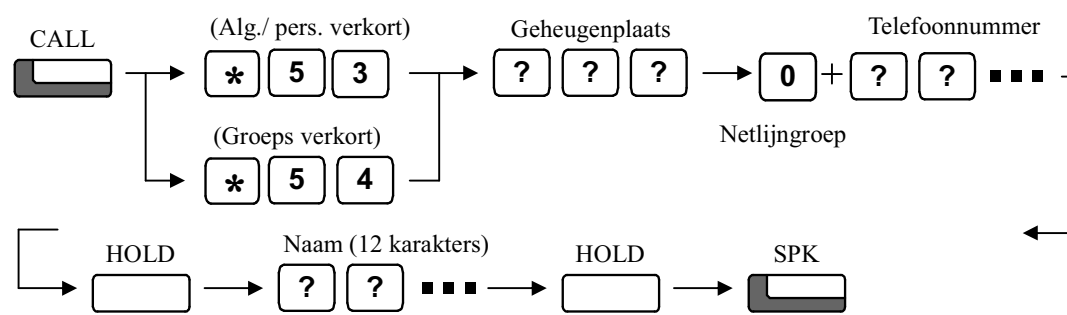 (Alg./ pers. verkort) Geheugenplaats Telefoonnummer
CALL
* 5 3 ? ? ? 0 + ? ?
(Groeps verkort) Netlijngroep
* 5 4
HOLD Naam (12 karakters) HOLD SPK
? ?